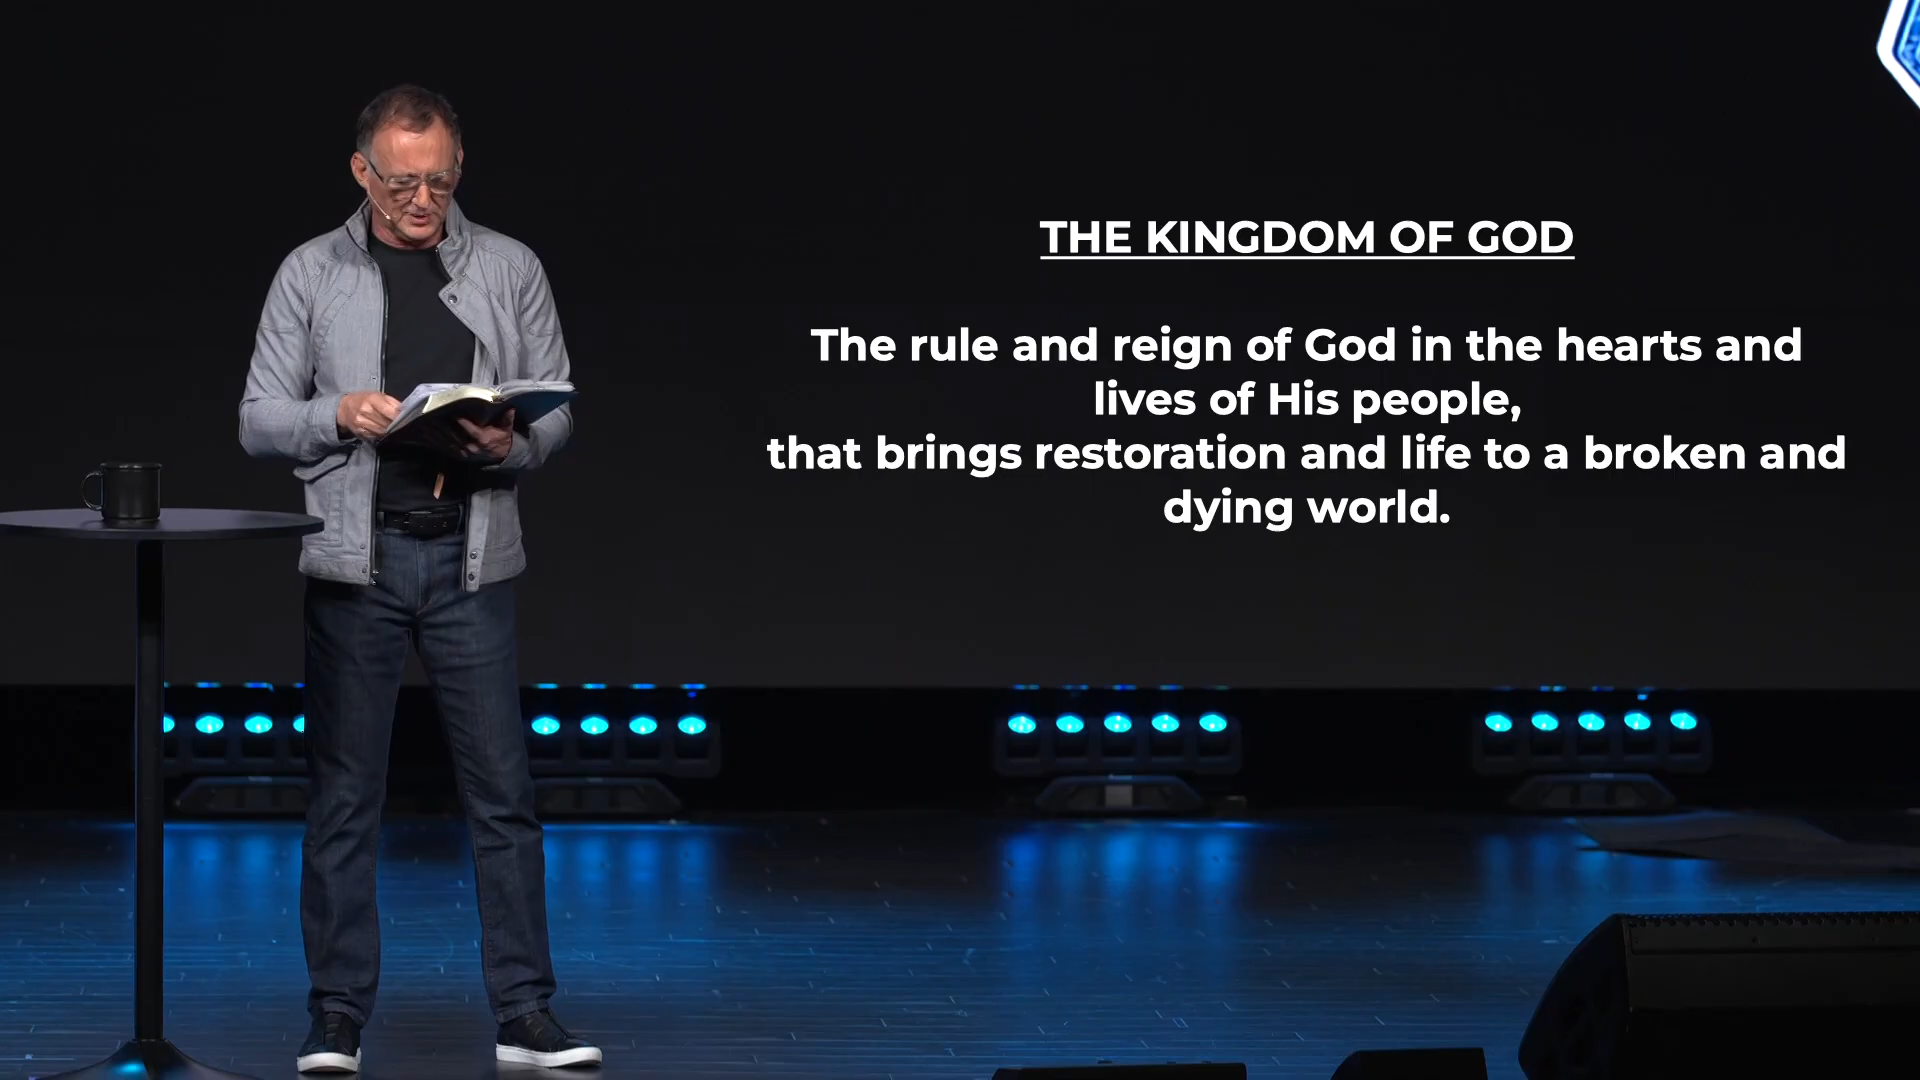 THE KINGDOM OF GOD
The rule and reign of God in the hearts and
lives of His people,
that brings restoration and life to a broken and
dying world.